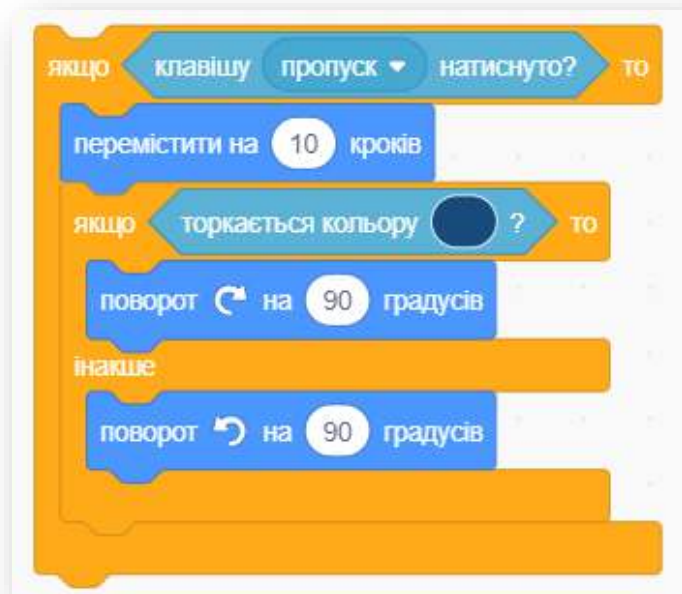 якщо клавішу пропуск натиснуто? то
перемістити на 10 кроків
якщо торкається кольору ? то
поворот на 90 градусів
інакше
поворот на 90 градусів